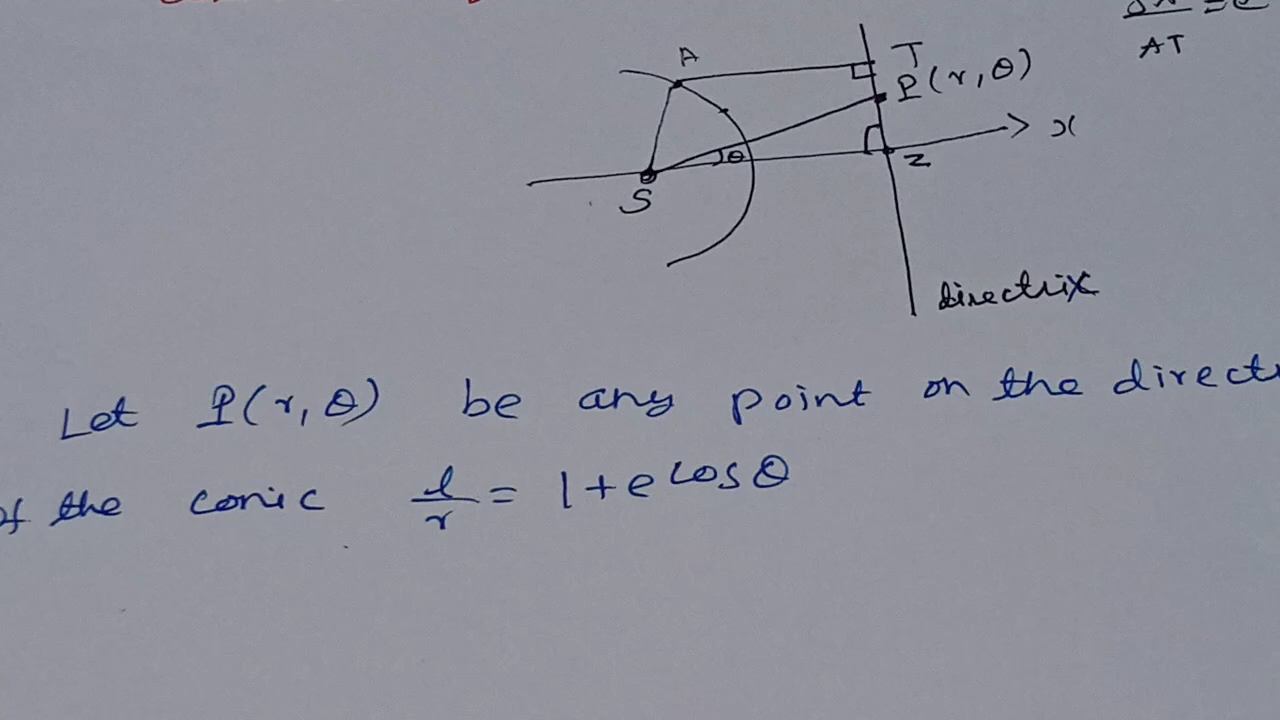 AT
A
T
P(r, θ)
x
θ
z
S
directrix
Let P(r, θ) be any point on the direct
of the conic l/r = 1+e cos θ